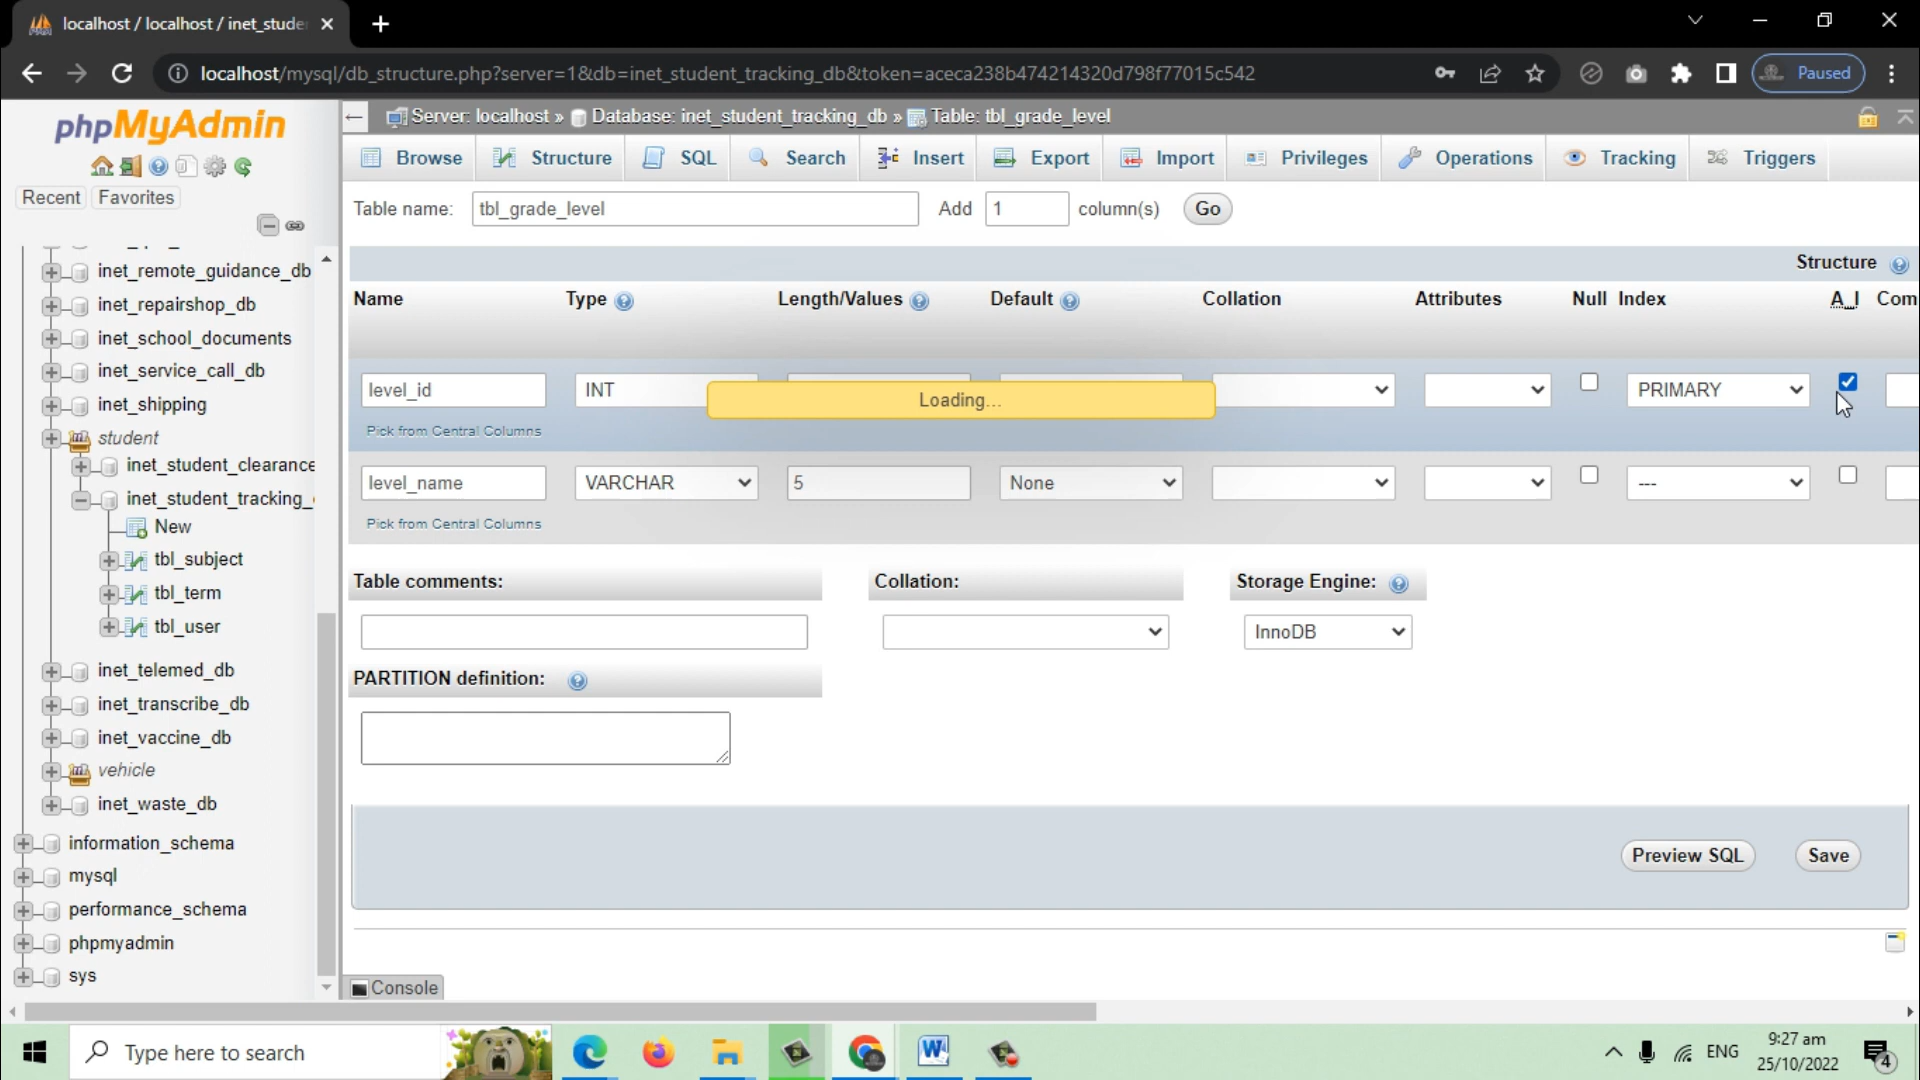 localhost / localhost / inet_stude
localhost/mysql/db_structure.php?server=1&db=inet_student_tracking_db&token=aceca238b474214320d798f77015c542
Paused
phpMyAdmin
Recent
Favorites
inet_remote_guidance_db
inet_repairshop_db
inet_school_documents
inet_service_call_db
inet_shipping
student
inet_student_clearance
inet_student_tracking_
New
tbl_subject
tbl_term
tbl_user
inet_telemed_db
inet_transcribe_db
inet_vaccine_db
vehicle
inet_waste_db
information_schema
mysql
performance_schema
phpmyadmin
sys
Server: localhost » Database: inet_student_tracking_db » Table: tbl_grade_level
Browse Structure SQL Search Insert Export Import Privileges Operations Tracking Triggers
Table name: tbl_grade_level Add 1 column(s) Go
Structure
Name Type Length/Values Default Collation Attributes Null Index A_I Com
level_id INT PRIMARY
Loading...
Pick from Central Columns
level_name VARCHAR 5 None ---
Pick from Central Columns
Table comments: Collation: Storage Engine:
InnoDB
PARTITION definition:
Preview SQL Save
Console
Type here to search
ENG
9:27 am
25/10/2022
4